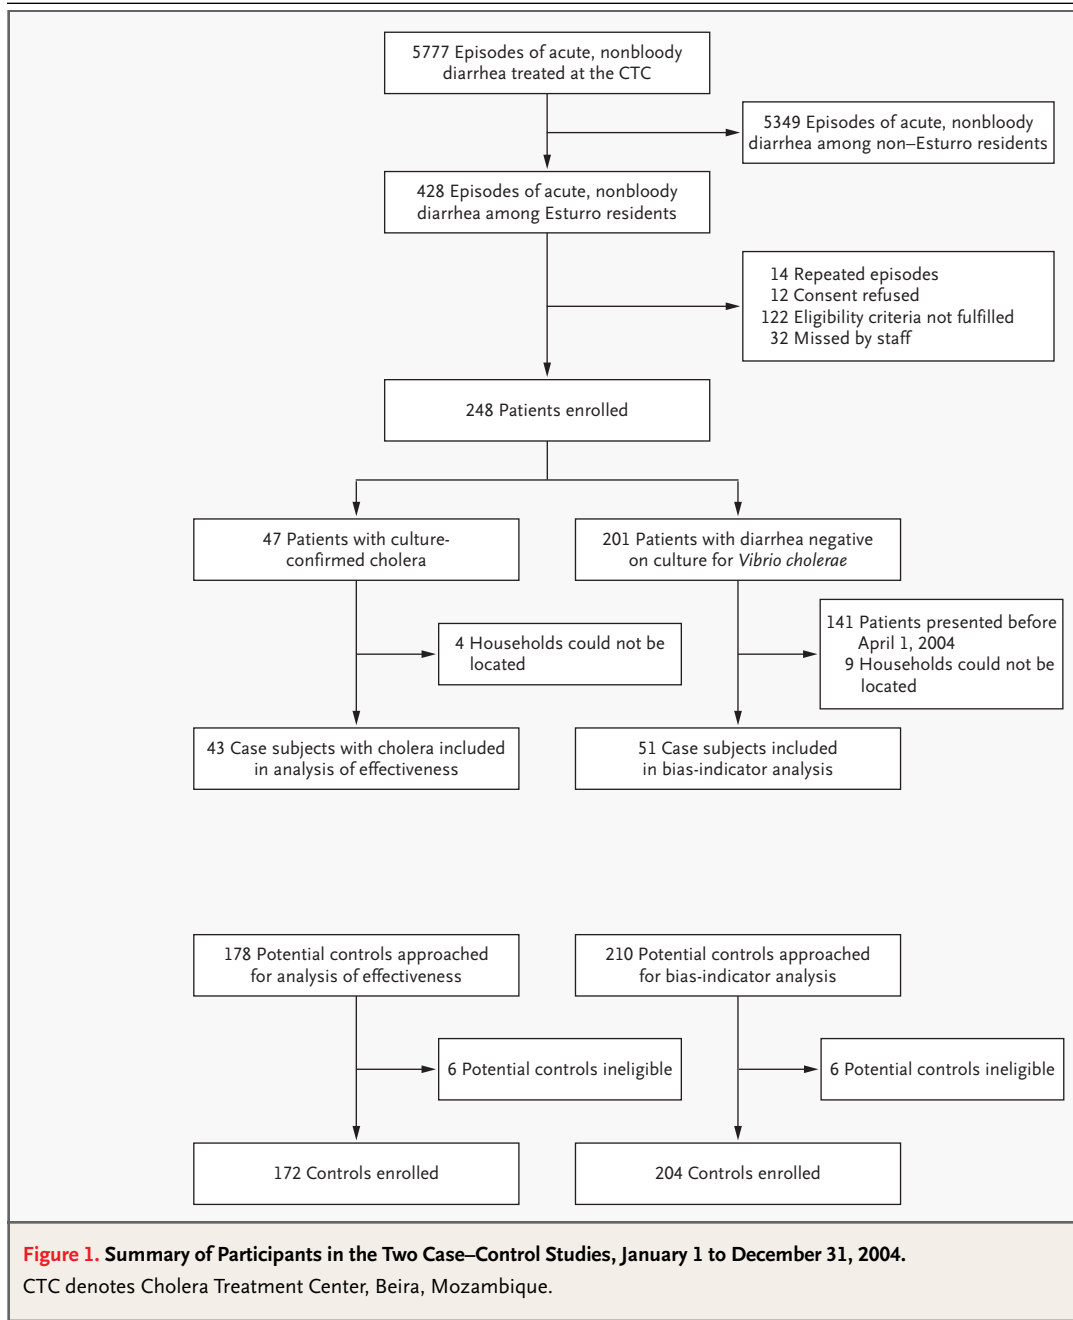 5777 Episodes of acute, nonbloody
diarrhea treated at the CTC
5349 Episodes of acute, nonbloody
diarrhea among non–Esturro residents
428 Episodes of acute, nonbloody
diarrhea among Esturro residents
14 Repeated episodes
12 Consent refused
122 Eligibility criteria not fulfilled
32 Missed by staff
248 Patients enrolled
47 Patients with culture-
confirmed cholera
201 Patients with diarrhea negative
on culture for Vibrio cholerae
4 Households could not be
located
141 Patients presented before
April 1, 2004
9 Households could not be
located
43 Case subjects with cholera included
in analysis of effectiveness
51 Case subjects included
in bias-indicator analysis
178 Potential controls approached
for analysis of effectiveness
210 Potential controls approached
for bias-indicator analysis
6 Potential controls ineligible
6 Potential controls ineligible
172 Controls enrolled
204 Controls enrolled
Figure 1. Summary of Participants in the Two Case–Control Studies, January 1 to December 31, 2004.
CTC denotes Cholera Treatment Center, Beira, Mozambique.